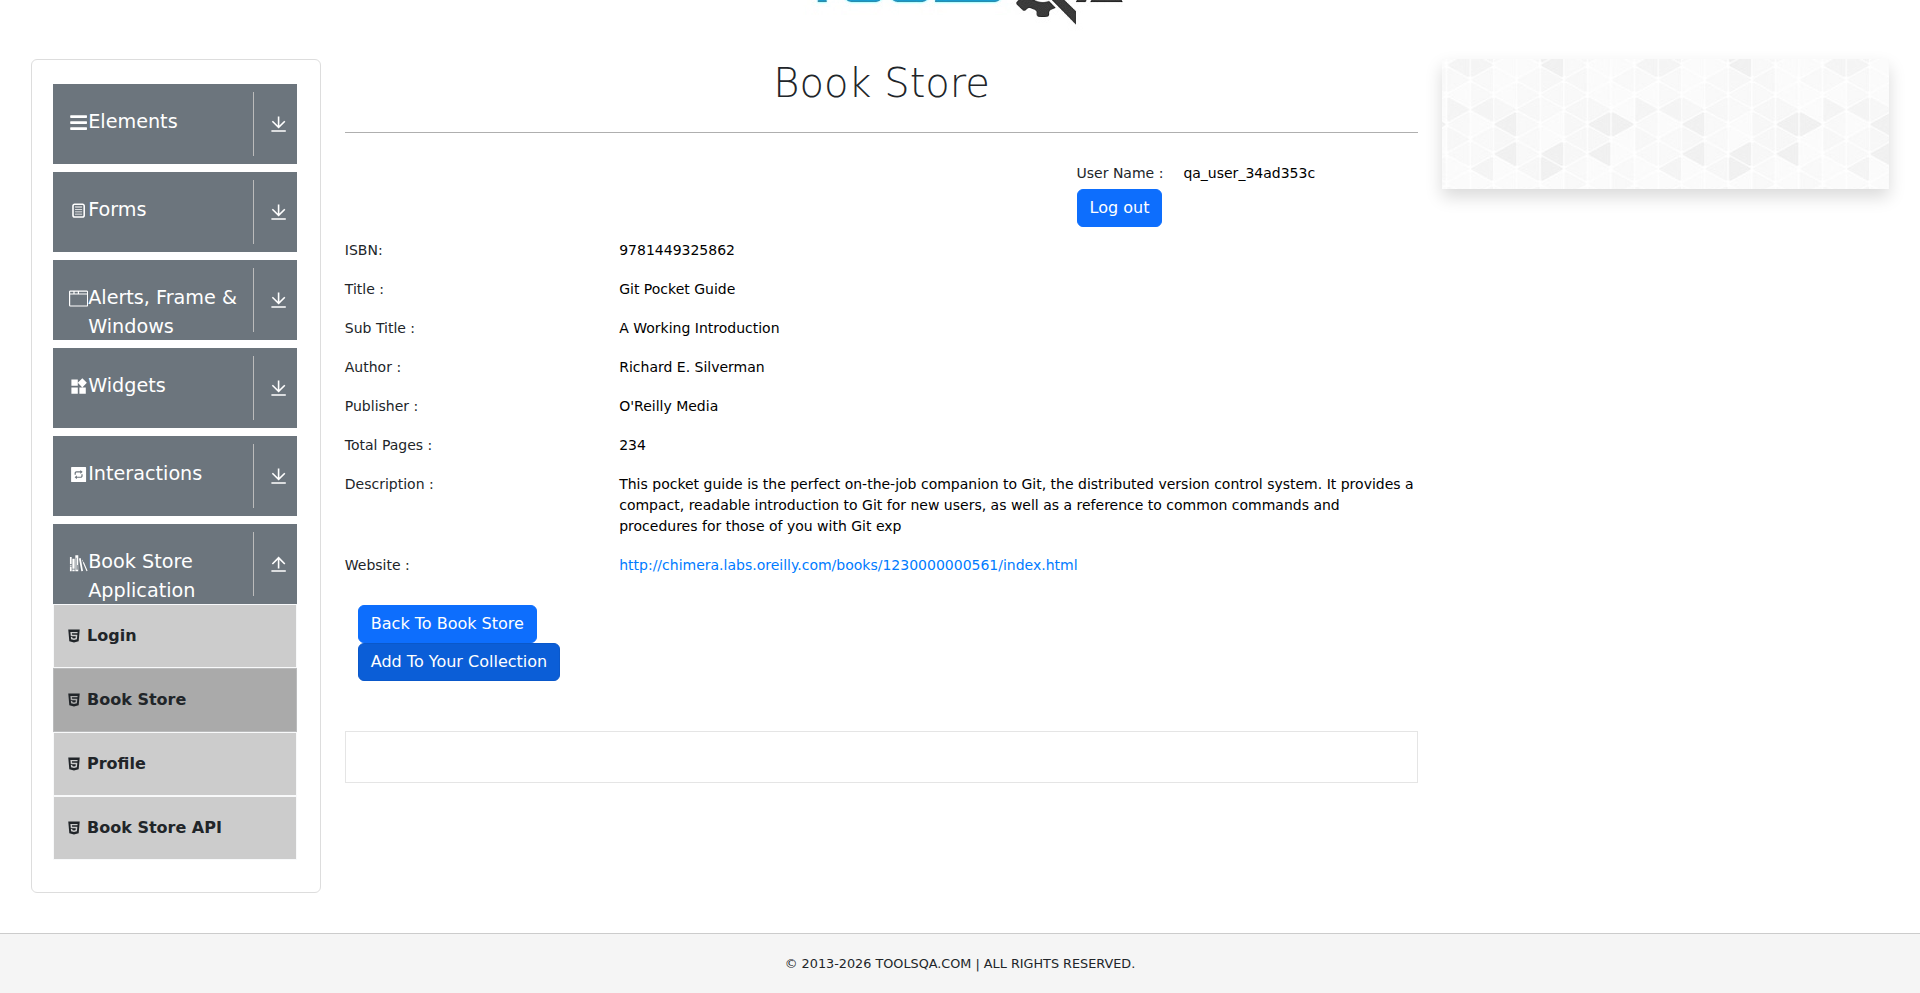 Book Store
Elements
Forms
Alerts, Frame &
Windows
Widgets
Interactions
Book Store
Application
Login
Book Store
Profile
Book Store API
User Name : qa_user_34ad353c
Log out
ISBN: 9781449325862
Title : Git Pocket Guide
Sub Title : A Working Introduction
Author : Richard E. Silverman
Publisher : O'Reilly Media
Total Pages : 234
Description : This pocket guide is the perfect on-the-job companion to Git, the distributed version control system. It provides a
compact, readable introduction to Git for new users, as well as a reference to common commands and
procedures for those of you with Git exp
Website : http://chimera.labs.oreilly.com/books/1230000000561/index.html
Back To Book Store
Add To Your Collection
© 2013-2026 TOOLSQA.COM | ALL RIGHTS RESERVED.